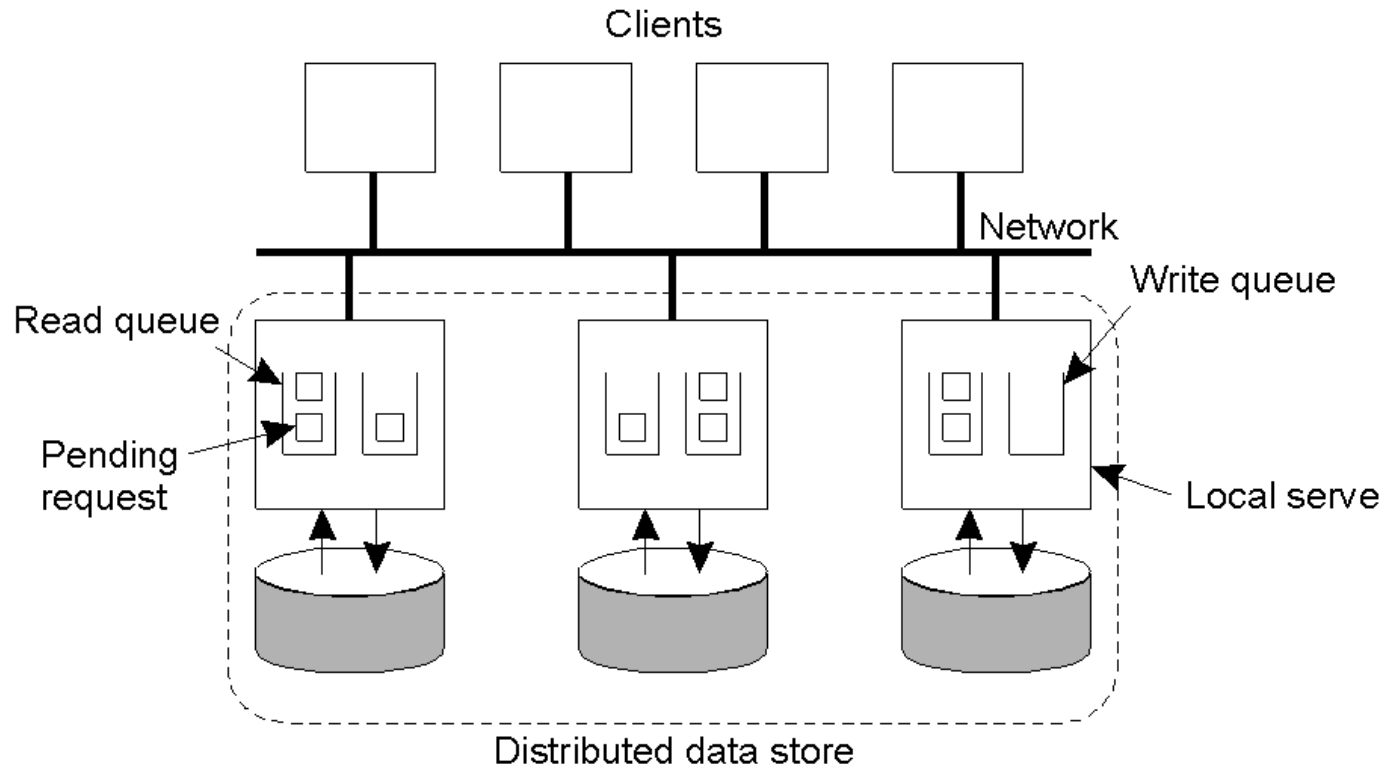 Clients
Network
Write queue
Read queue
Pending
request
Local serve
Distributed data store